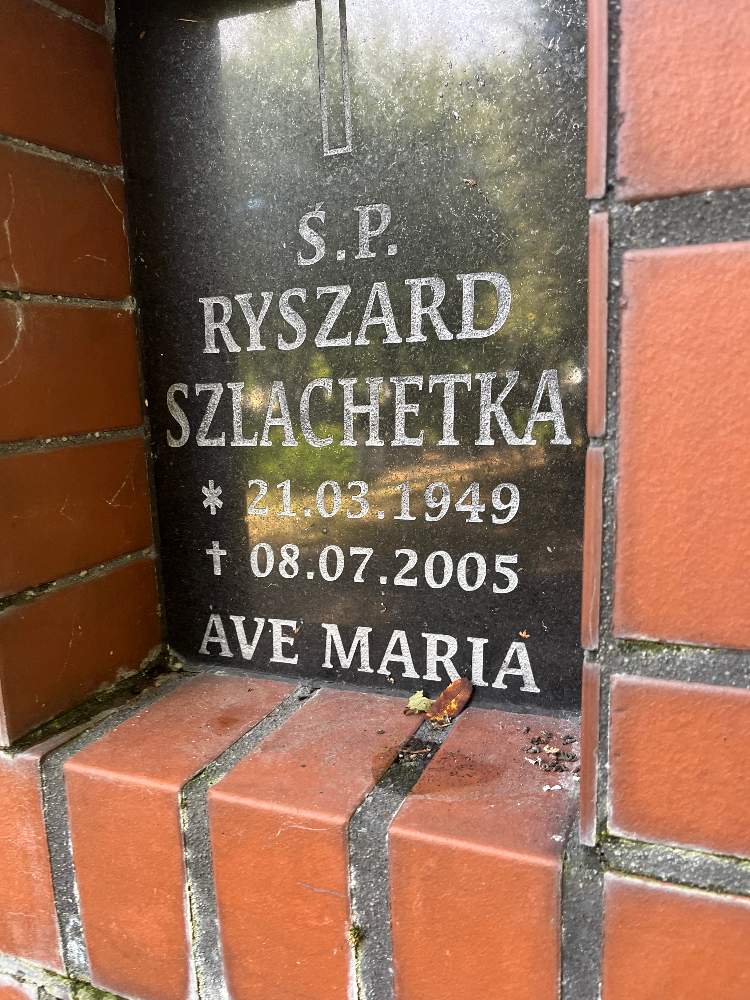 Ś.P.
RYSZARD
SZLACHETKA
* 21.03.1949
† 08.07.2005
AVE MARIA